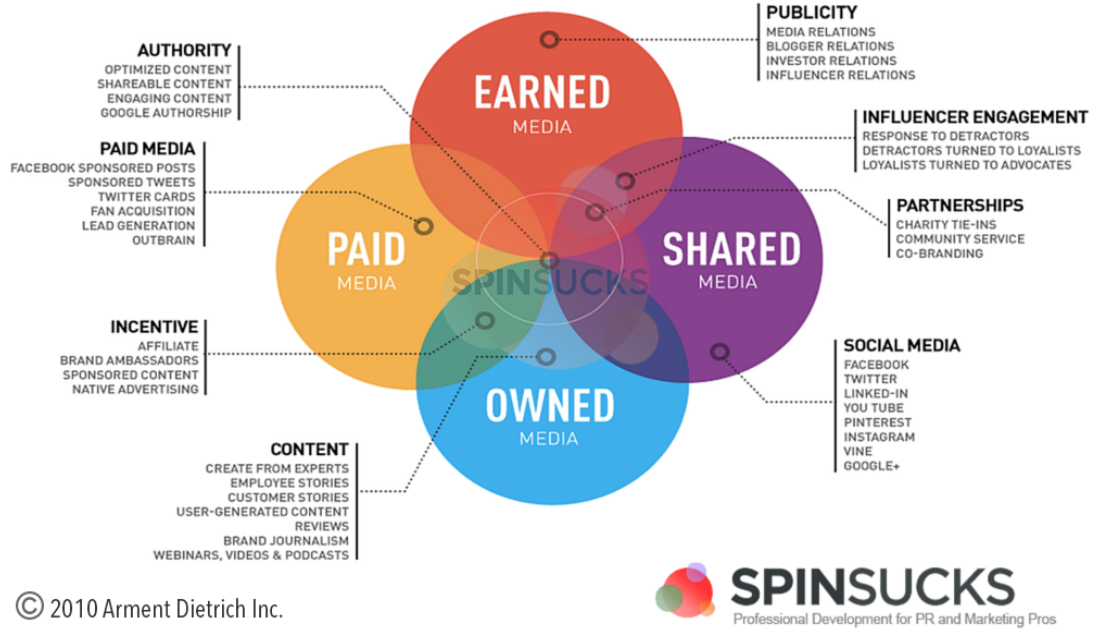 PUBLICITY
MEDIA RELATIONS
BLOGGER RELATIONS
INVESTOR RELATIONS
INFLUENCER RELATIONS
AUTHORITY
OPTIMIZED CONTENT
SHAREABLE CONTENT
ENGAGING CONTENT
GOOGLE AUTHORSHIP
EARNED
MEDIA
INFLUENCER ENGAGEMENT
RESPONSE TO DETRACTORS
DETRACTORS TURNED TO LOYALISTS
LOYALISTS TURNED TO ADVOCATES
PAID MEDIA
FACEBOOK SPONSORED POSTS
SPONSORED TWEETS
TWITTER CARDS
FAN ACQUISITION
LEAD GENERATION
OUTBRAIN
PARTNERSHIPS
CHARITY TIE-INS
COMMUNITY SERVICE
CO-BRANDING
PAID
MEDIA
SHARED
MEDIA
SPINSUCKS
INCENTIVE
AFFILIATE
BRAND AMBASSADORS
SPONSORED CONTENT
NATIVE ADVERTISING
SOCIAL MEDIA
FACEBOOK
TWITTER
LINKED-IN
YOU TUBE
PINTEREST
INSTAGRAM
VINE
GOOGLE+
OWNED
MEDIA
CONTENT
CREATE FROM EXPERTS
EMPLOYEE STORIES
CUSTOMER STORIES
USER-GENERATED CONTENT
REVIEWS
BRAND JOURNALISM
WEBINARS, VIDEOS & PODCASTS
© 2010 Arment Dietrich Inc.
SPINSUCKS
Professional Development for PR and Marketing Pros